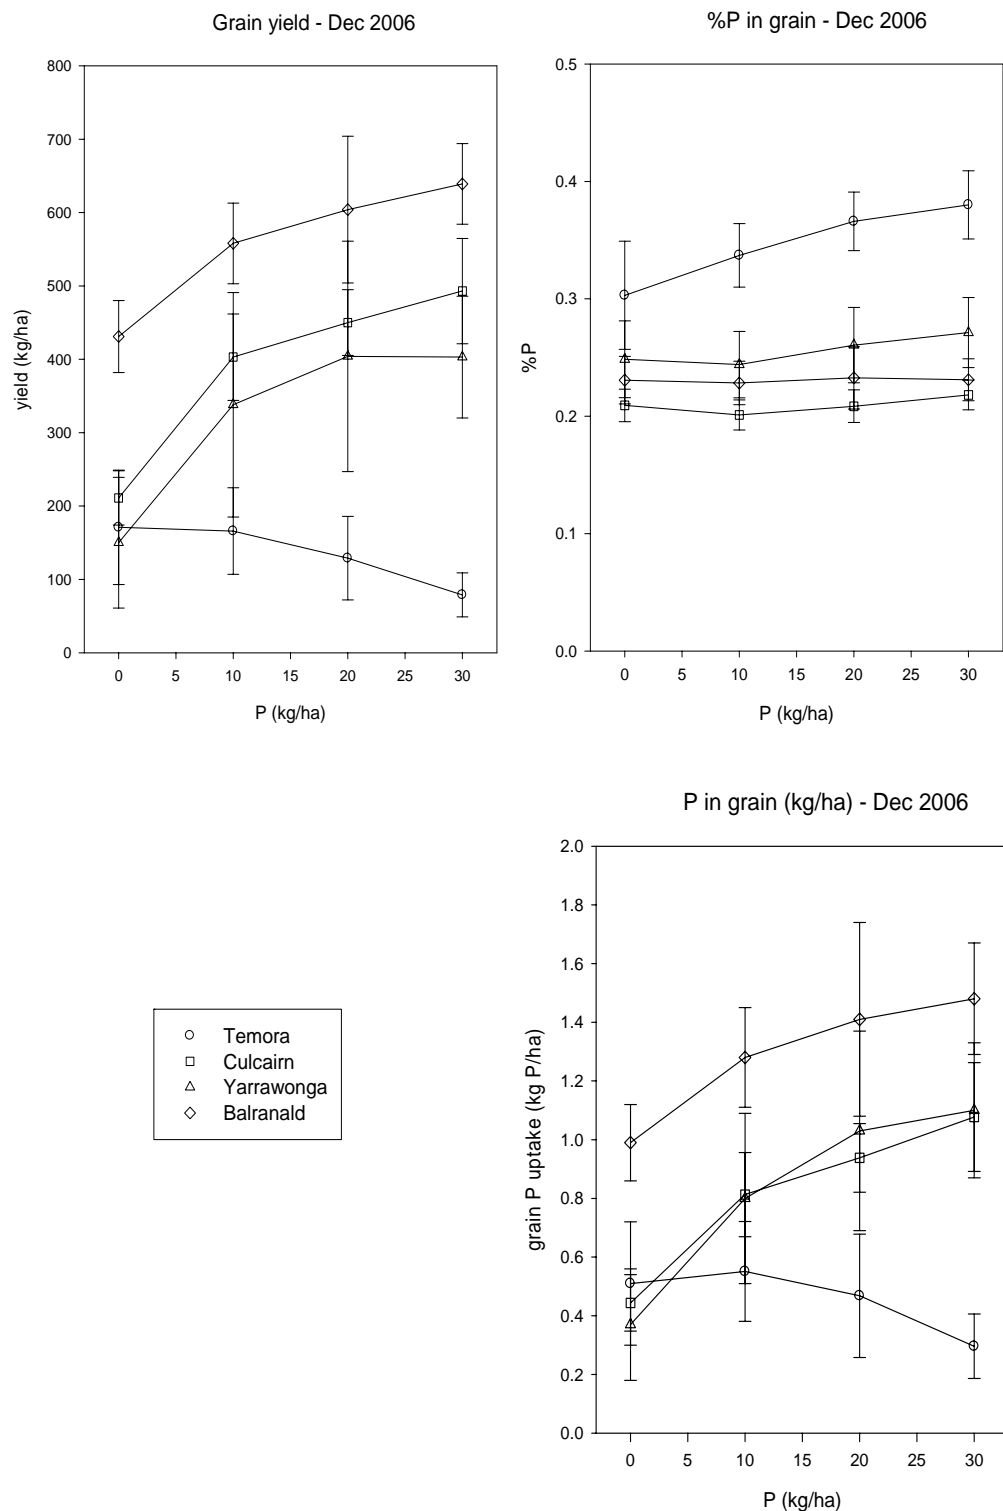 Grain yield - Dec 2006
800
700
600
500
400
300
200
100
0
yield (kg/ha)
0 5 10 15 20 25 30
P (kg/ha)
%P in grain - Dec 2006
0.5
0.4
0.3
0.2
0.1
0.0
%P
0 5 10 15 20 25 30
P (kg/ha)
Temora
Culcairn
Yarrawonga
Balranald
P in grain (kg/ha) - Dec 2006
2.0
1.8
1.6
1.4
1.2
1.0
0.8
0.6
0.4
0.2
0.0
grain P uptake (kg P/ha)
0 5 10 15 20 25 30
P (kg/ha)